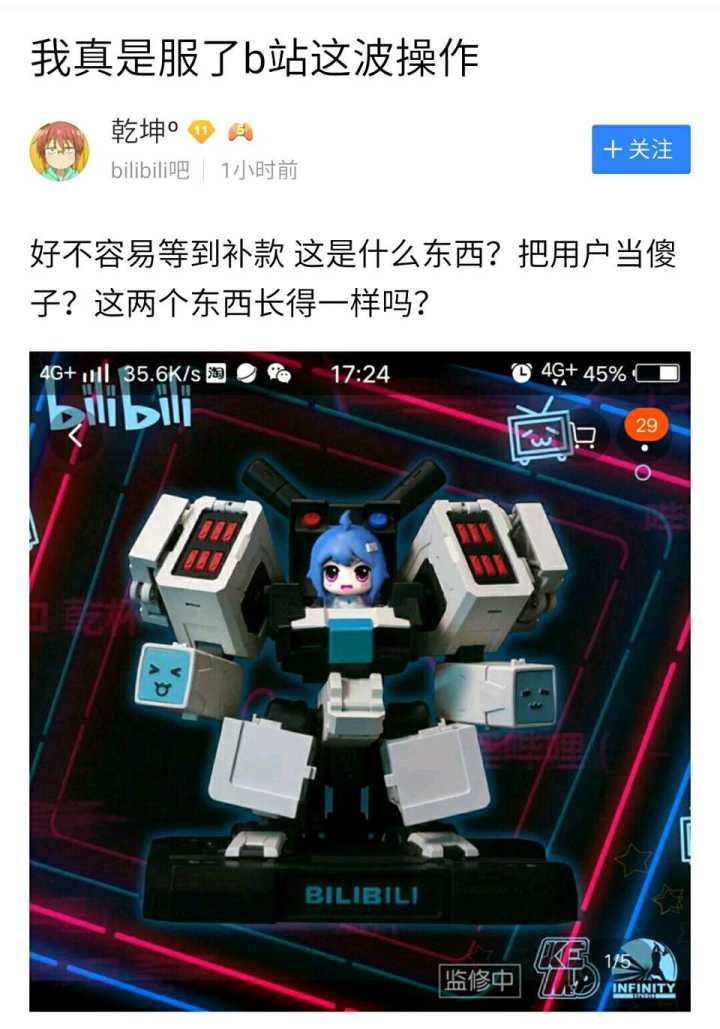 我真是服了b站这波操作
乾坤º 11 5
bilibili吧 1小时前
+ 关注
好不容易等到补款 这是什么东西？把用户当傻
子？这两个东西长得一样吗？
4G+ 35.6K/s 淘 17:24 4G+ 45%
bilibili
29
BILIBILI
监修中
1/5
INFINITY